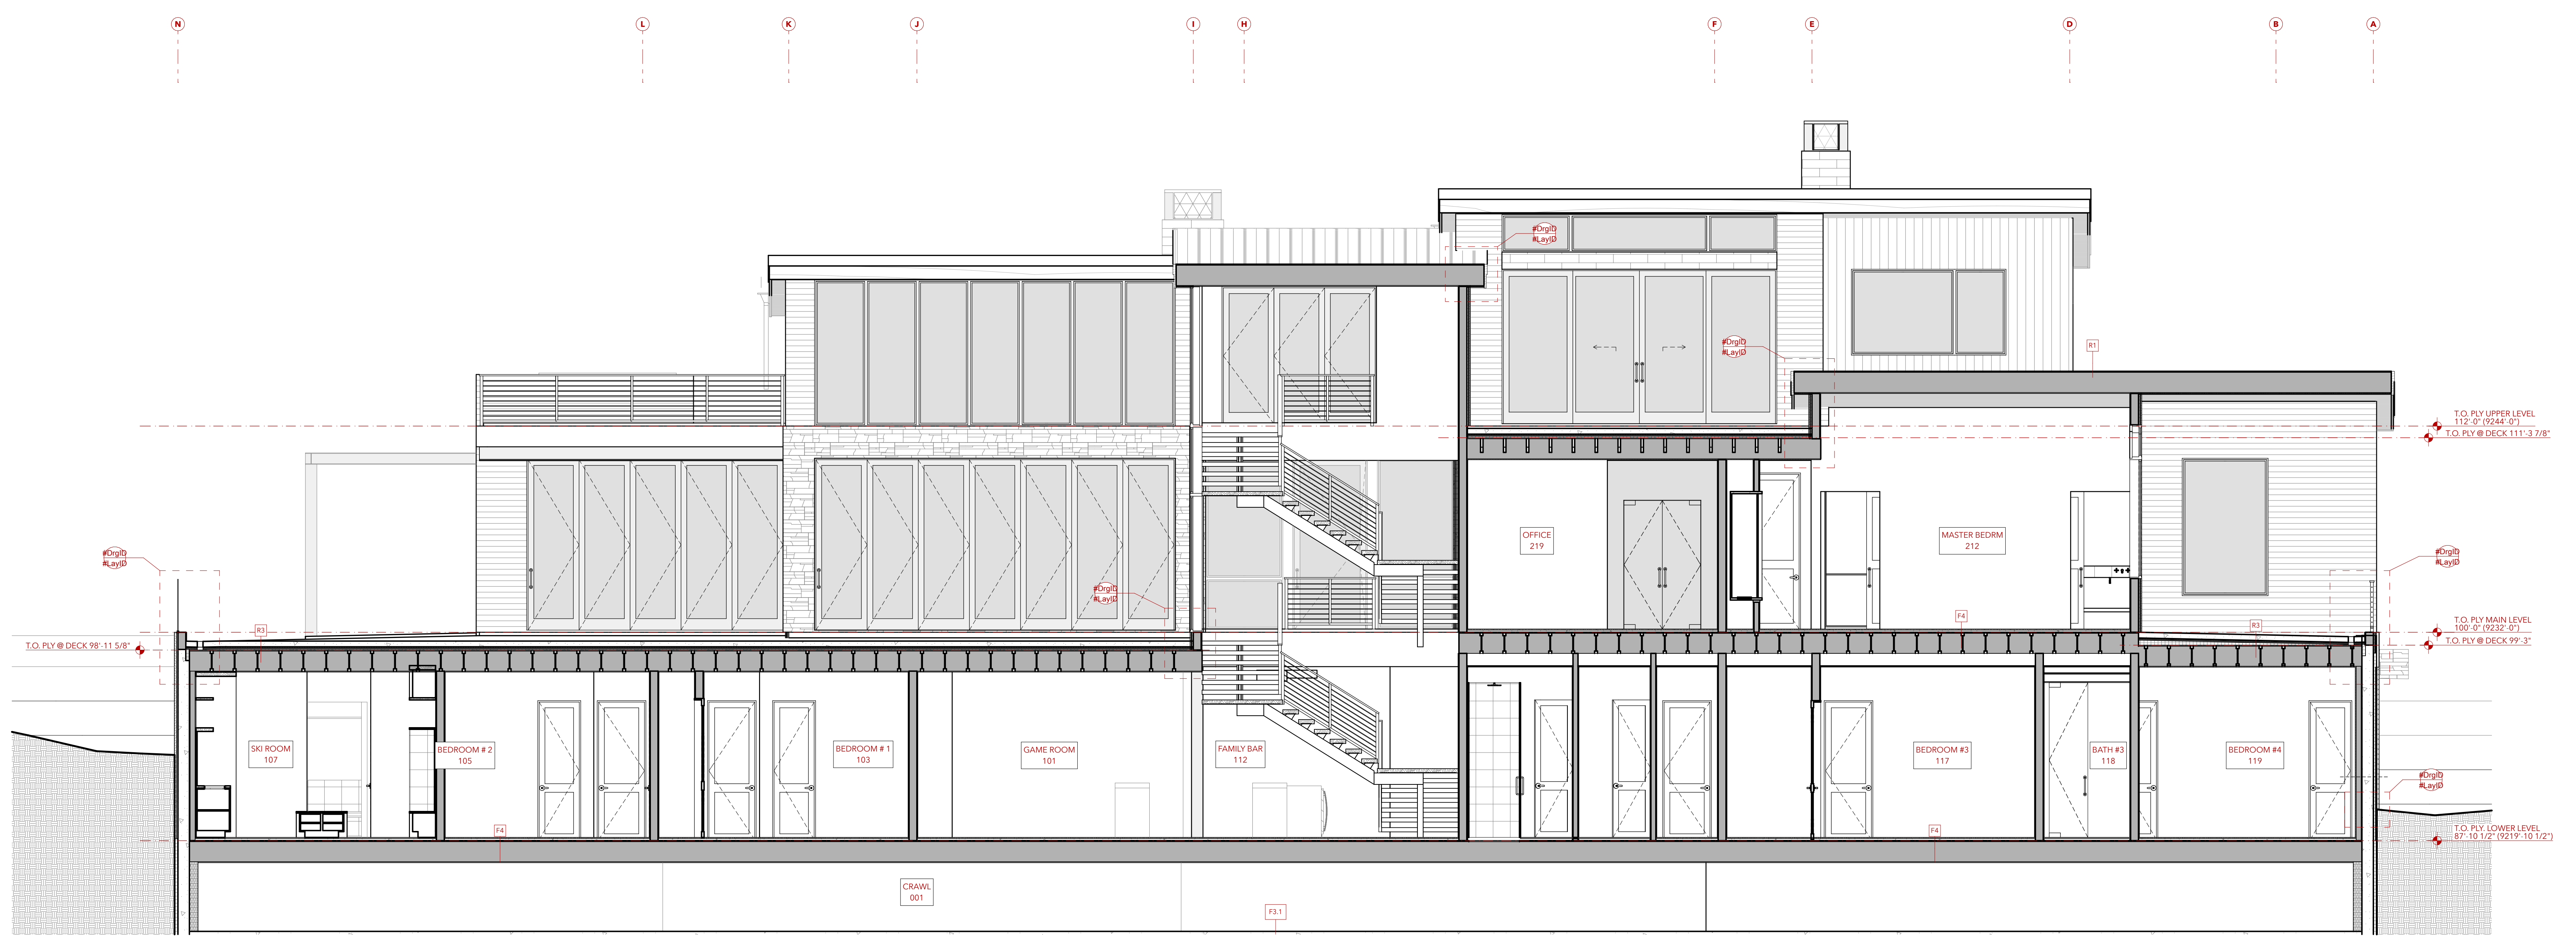 N
L
K
J
I
H
F
E
D
B
A
#DrgID
#LayID
#DrgID
#LayID
R1
T.O. PLY UPPER LEVEL
112'-0" (9244'-0")
T.O. PLY @ DECK 111'-3 7/8"
OFFICE
219
MASTER BEDRM
212
#DrgID
#LayID
#DrgID
#LayID
#DrgID
#LayID
F4
R3
R3
T.O. PLY MAIN LEVEL
100'-0" (9232'-0")
T.O. PLY @ DECK 99'-3"
T.O. PLY @ DECK 98'-11 5/8"
SKI ROOM
107
BEDROOM # 2
105
BEDROOM # 1
103
GAME ROOM
101
FAMILY BAR
112
BEDROOM #3
117
BATH #3
118
BEDROOM #4
119
#DrgID
#LayID
F4
F4
T.O. PLY. LOWER LEVEL
87'-10 1/2" (9219'-10 1/2")
CRAWL
001
F3.1